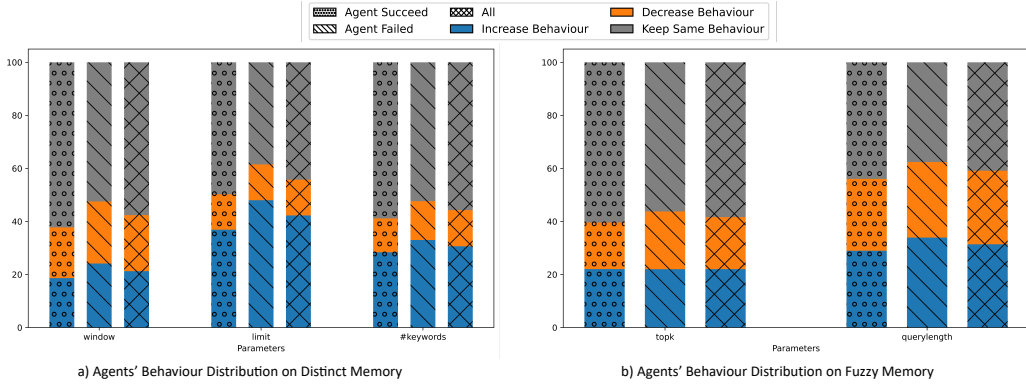 Agent Succeed
All
Decrease Behaviour
Agent Failed
Increase Behaviour
Keep Same Behaviour
100
80
60
40
20
0
window
limit
#keywords
Parameters
a) Agents' Behaviour Distribution on Distinct Memory
100
80
60
40
20
0
topk
querylength
Parameters
b) Agents' Behaviour Distribution on Fuzzy Memory